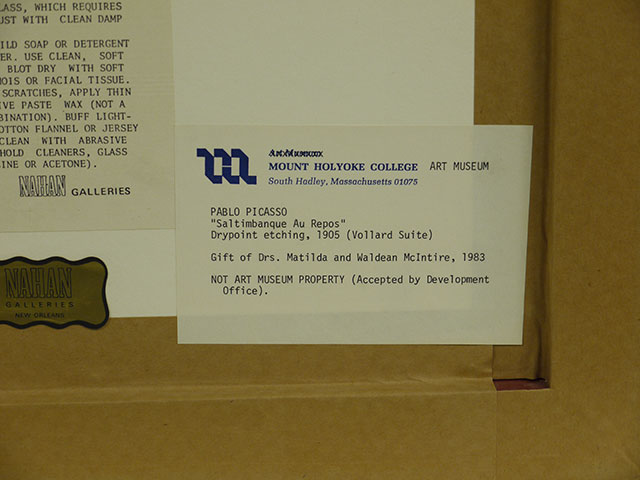 LASS, WHICH REQUIRES
UST WITH CLEAN DAMP
ILD SOAP OR DETERGENT
ER. USE CLEAN, SOFT
BLOT DRY WITH SOFT
OIS OR FACIAL TISSUE.
SCRATCHES, APPLY THIN
IVE PASTE WAX (NOT A
BINATION). BUFF LIGHT-
OTTON FLANNEL OR JERSEY
CLEAN WITH ABRASIVE
HOLD CLEANERS, GLASS
INE OR ACETONE).
NAHAN GALLERIES
NAHAN
GALLERIES
NEW ORLEANS
Art Museum
MOUNT HOLYOKE COLLEGE ART MUSEUM
South Hadley, Massachusetts 01075
PABLO PICASSO
"Saltimbanque Au Repos"
Drypoint etching, 1905 (Vollard Suite)
Gift of Drs. Matilda and Waldean McIntire, 1983
NOT ART MUSEUM PROPERTY (Accepted by Development
Office).